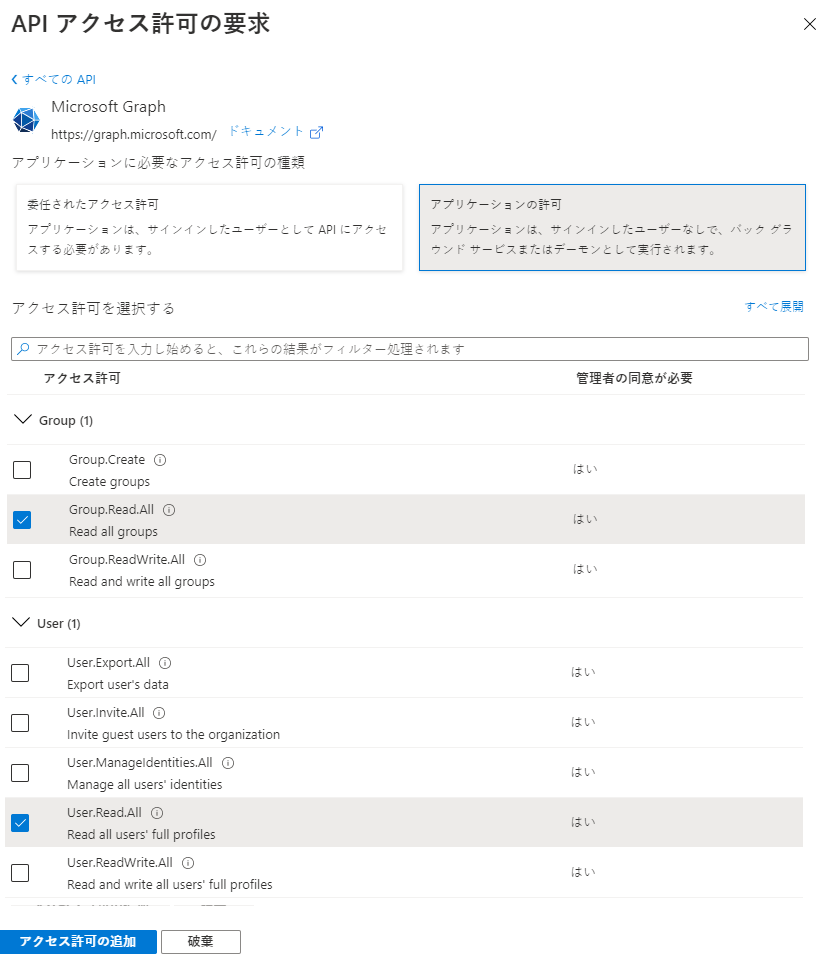 API アクセス許可の要求
すべての API
Microsoft Graph
https://graph.microsoft.com/ ドキュメント
アプリケーションに必要なアクセス許可の種類
委任されたアクセス許可
アプリケーションは、サインインしたユーザーとして API にアクセ
スする必要があります。
アプリケーションの許可
アプリケーションは、サインインしたユーザーなしで、バック グラ
ウンド サービスまたはデーモンとして実行されます。
アクセス許可を選択する
すべて展開
アクセス許可を入力し始めると、これらの結果がフィルター処理されます
アクセス許可 管理者の同意が必要
Group (1)
Group.Create
Create groups
はい
Group.Read.All
Read all groups
はい
Group.ReadWrite.All
Read and write all groups
はい
User (1)
User.Export.All
Export user's data
はい
User.Invite.All
Invite guest users to the organization
はい
User.ManageIdentities.All
Manage all users' identities
はい
User.Read.All
Read all users' full profiles
はい
User.ReadWrite.All
Read and write all users' full profiles
はい
アクセス許可の追加 破棄